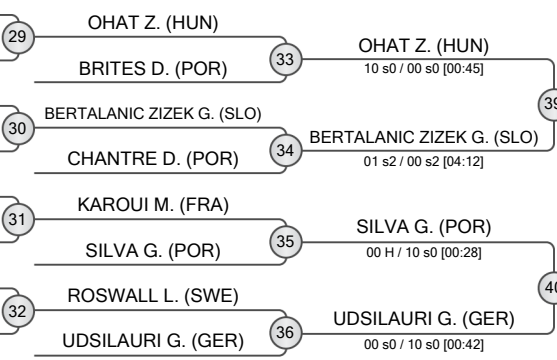 29
OHAT Z. (HUN)
BRITES D. (POR)
33
OHAT Z. (HUN)
10 s0 / 00 s0 [00:45]
30
BERTALANIC ZIZEK G. (SLO)
CHANTRE D. (POR)
34
BERTALANIC ZIZEK G. (SLO)
01 s2 / 00 s2 [04:12]
39
31
KAROUI M. (FRA)
SILVA G. (POR)
35
SILVA G. (POR)
00 H / 10 s0 [00:28]
32
ROSWALL L. (SWE)
UDSILAURI G. (GER)
36
UDSILAURI G. (GER)
00 s0 / 10 s0 [00:42]
40